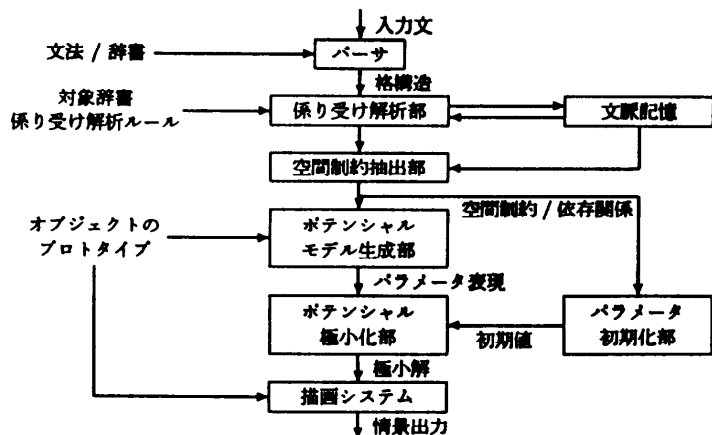 入力文
文法 / 辞書
パーサ
格構造
対象辞書
係り受け解析ルール
係り受け解析部
文脈記憶
空間制約抽出部
空間制約 / 依存関係
オブジェクトの
プロトタイプ
ポテンシャル
モデル生成部
パラメータ表現
ポテンシャル
極小化部
初期値
パラメータ
初期化部
極小解
描画システム
情景出力